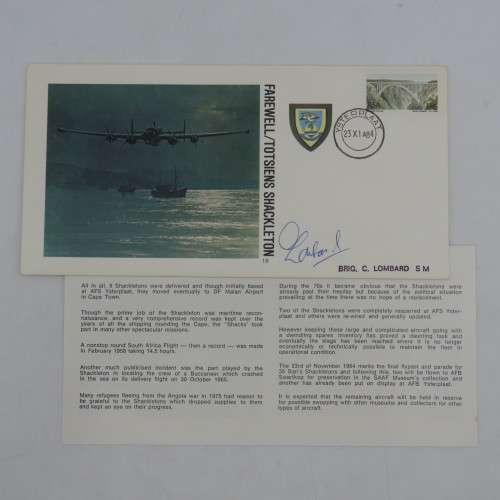 FAREWELL/TOTSIENS SHACKLETON
YSTERPLAAT
23 XI 1984
Lombard
BRIG. C. LOMBARD S M
All in all, 8 Shackletons were delivered and though initially based
at AFS Ysterplaat, they moved eventually to DF Malan Airport
in Cape Town.
Though the prime job of the Shackleton was maritime recon-
naissance, and a very comprehensive record was kept over the
years of all the shipping rounding the Cape, the "Shacks" took
part in many other spectacular missions.
A nonstop round South Africa Flight — then a record — was made
in February 1958 taking 14.5 hours.
Another much publicised incident was the part played by the
Shackleton in locating the crew of a Buccaneer which crashed
in the sea on its delivery flight on 30 October 1965.
Many refugees fleeing from the Angola war in 1975 had reason to
be grateful to the Shackletons which dropped supplies to them
and kept an eye on their progress.
During the 70s it became obvious that the Shackletons were
already past their heyday but because of the political situation
prevailing at the time there was no hope of a replacement.
Two of the Shackletons were completely resparred at AFS Yster-
plaat and others were re-wired and generally updated.
However keeping these large and complicated aircraft going with
a dwindling spares inventory has proved a daunting task and
eventually the stage has been reached where it is no longer
economically or technically possible to maintain the fleet in
operational condition.
The 23rd of November 1984 marks the final flypast and parade for
35 Sqn's Shackletons and following this, two will be flown to AFB
Swartkop for presentation in the SAAF Museum's collection and
another has already been put on display at AFB Ysterplaat.
It is expected that the remaining aircraft will be held in reserve
for possible swopping with other museums and collectors for other
types of aircraft.